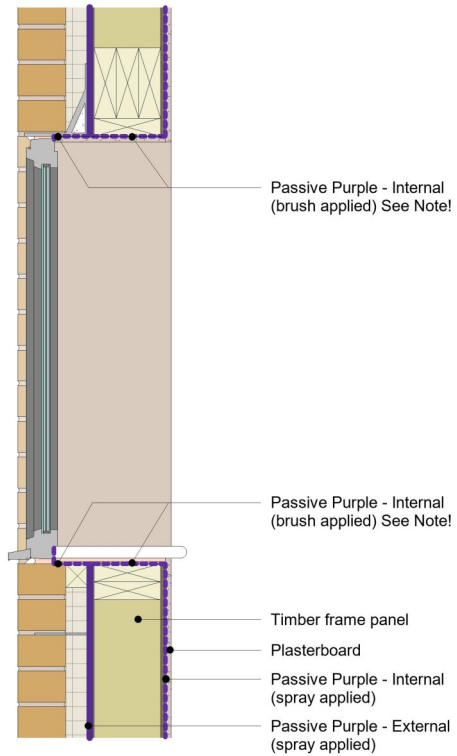 Passive Purple - Internal
(brush applied) See Note!
Passive Purple - Internal
(brush applied) See Note!
Timber frame panel
Plasterboard
Passive Purple - Internal
(spray applied)
Passive Purple - External
(spray applied)